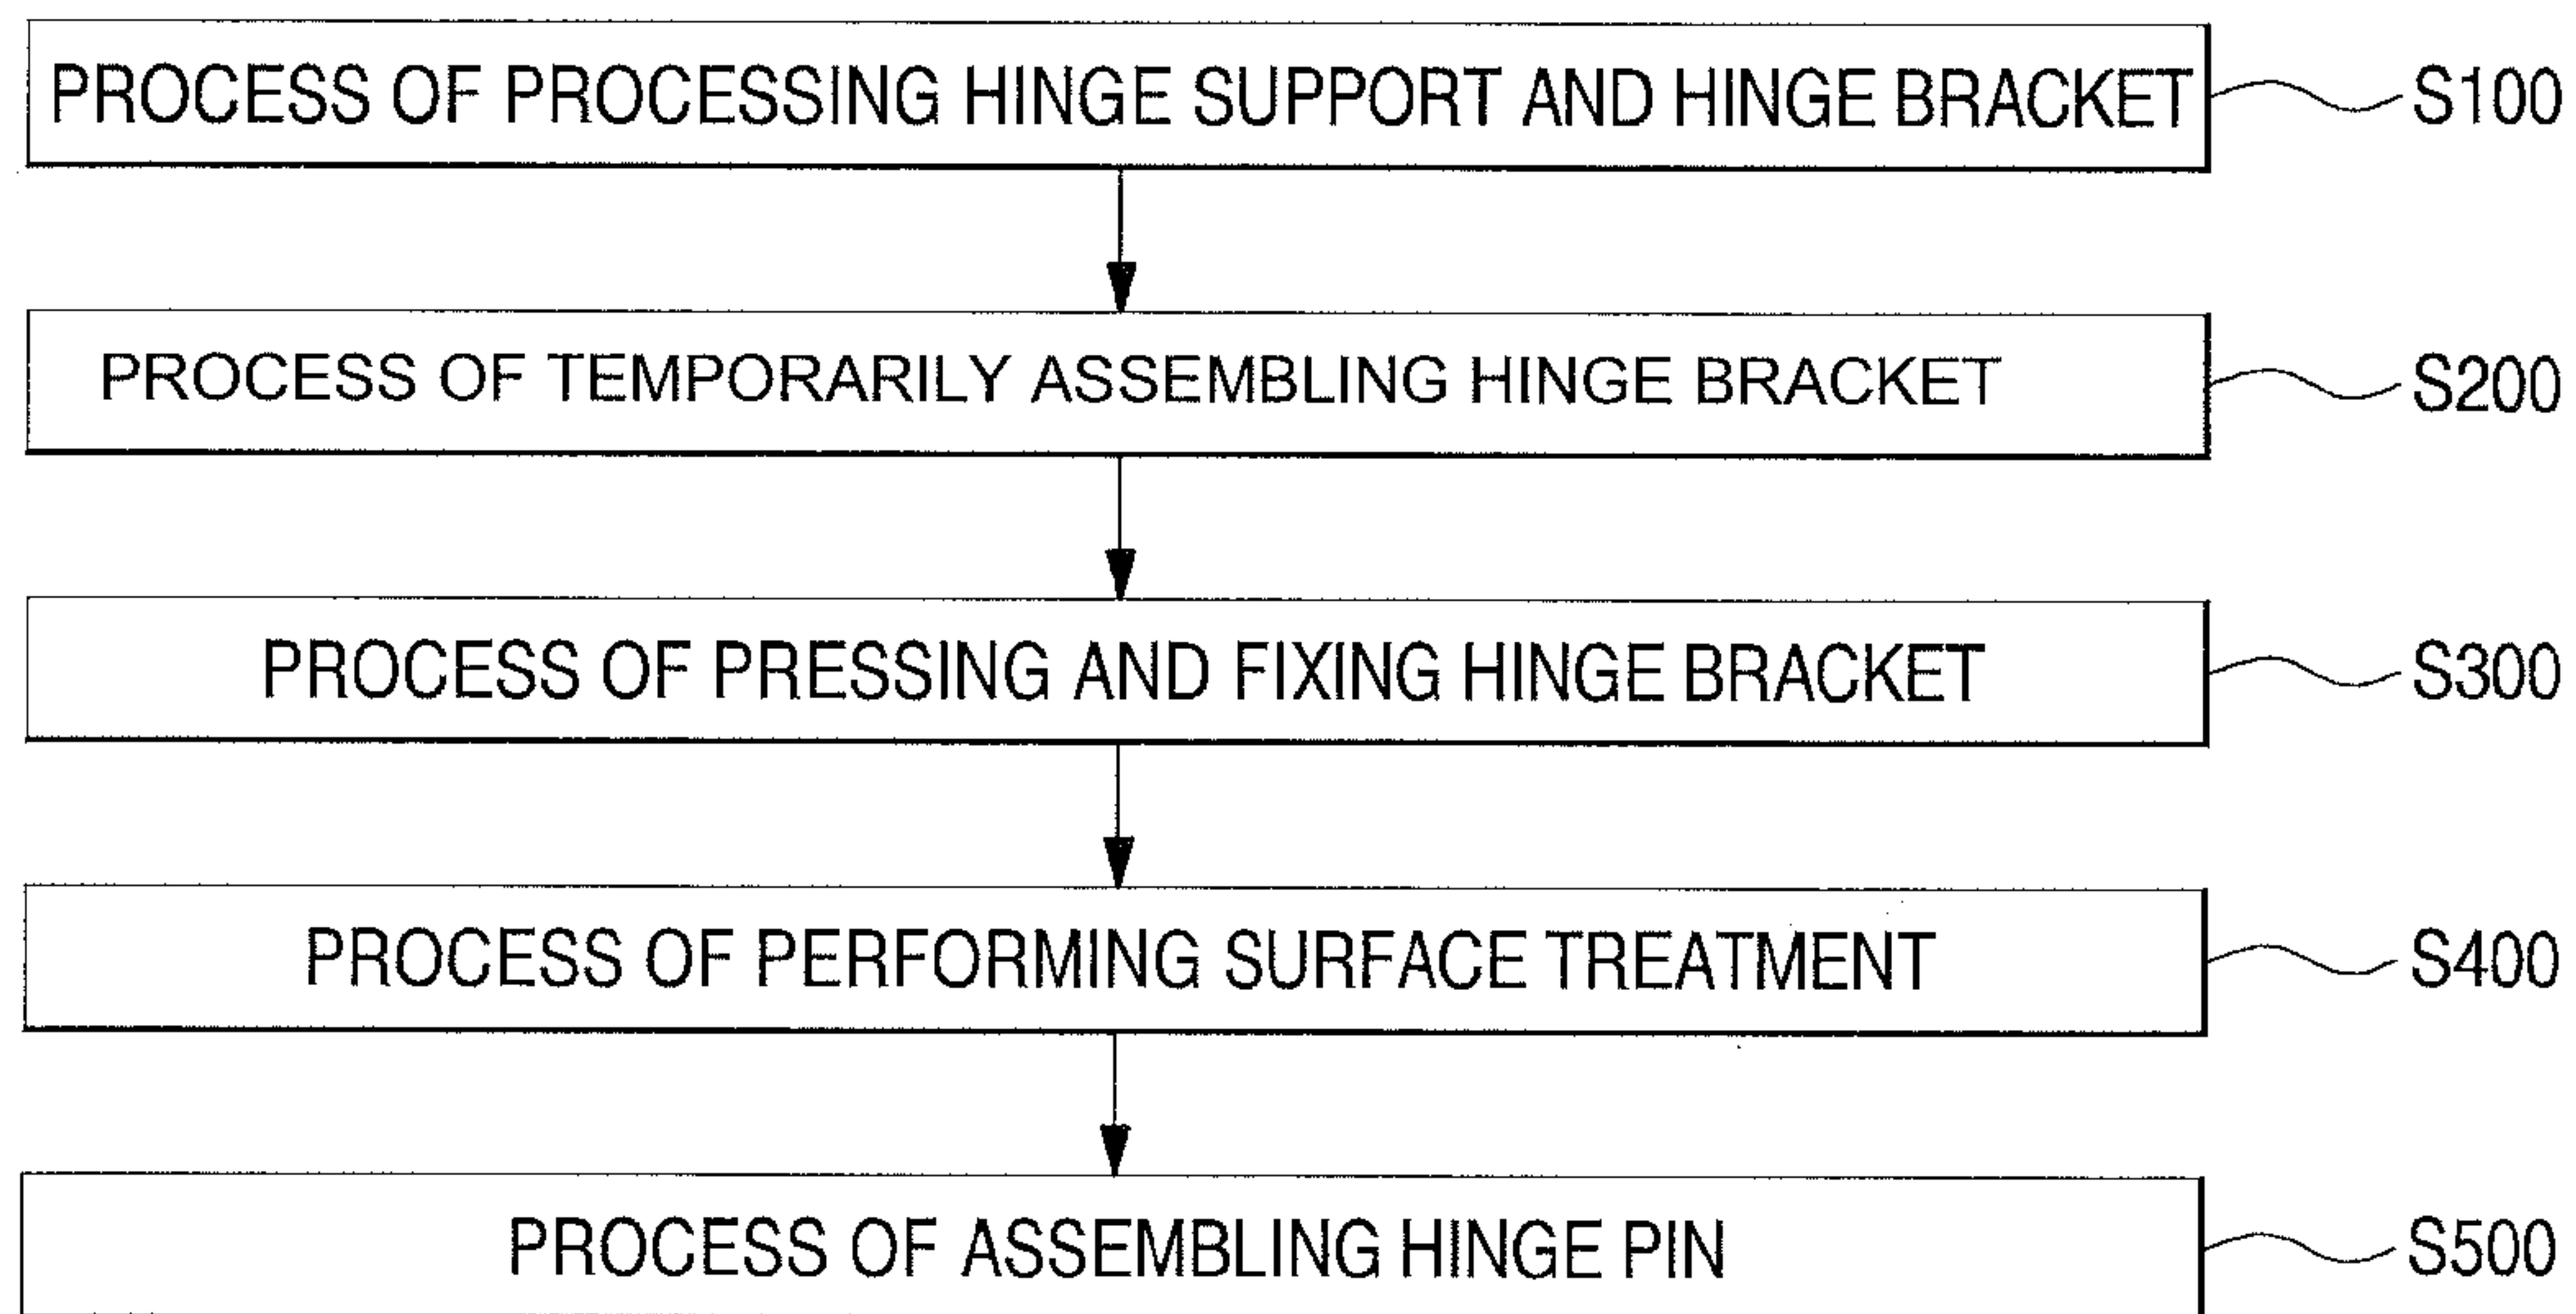 PROCESS OF PROCESSING HINGE SUPPORT AND HINGE BRACKET S100
PROCESS OF TEMPORARILY ASSEMBLING HINGE BRACKET S200
PROCESS OF PRESSING AND FIXING HINGE BRACKET S300
PROCESS OF PERFORMING SURFACE TREATMENT S400
PROCESS OF ASSEMBLING HINGE PIN S500